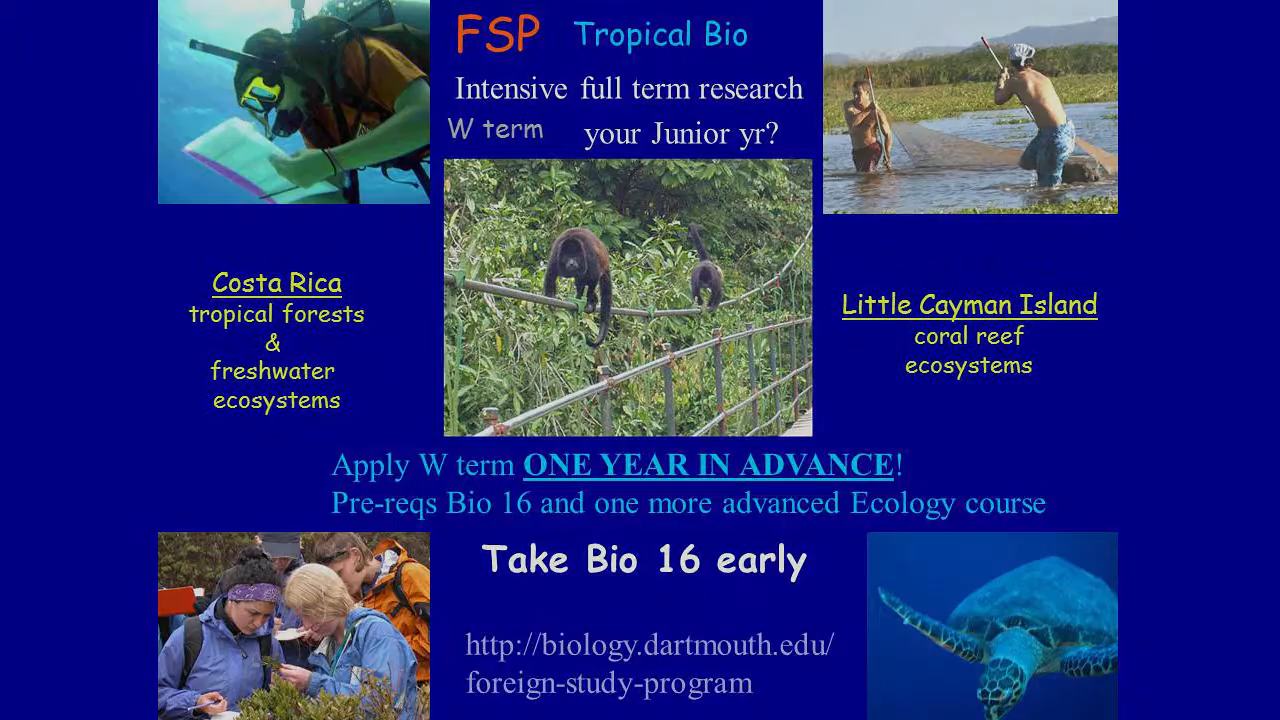 FSP Tropical Bio
Intensive full term research
W term your Junior yr?
Costa Rica
tropical forests
&
freshwater
ecosystems
Little Cayman Island
coral reef
ecosystems
Apply W term ONE YEAR IN ADVANCE!
Pre-reqs Bio 16 and one more advanced Ecology course
Take Bio 16 early
http://biology.dartmouth.edu/
foreign-study-program